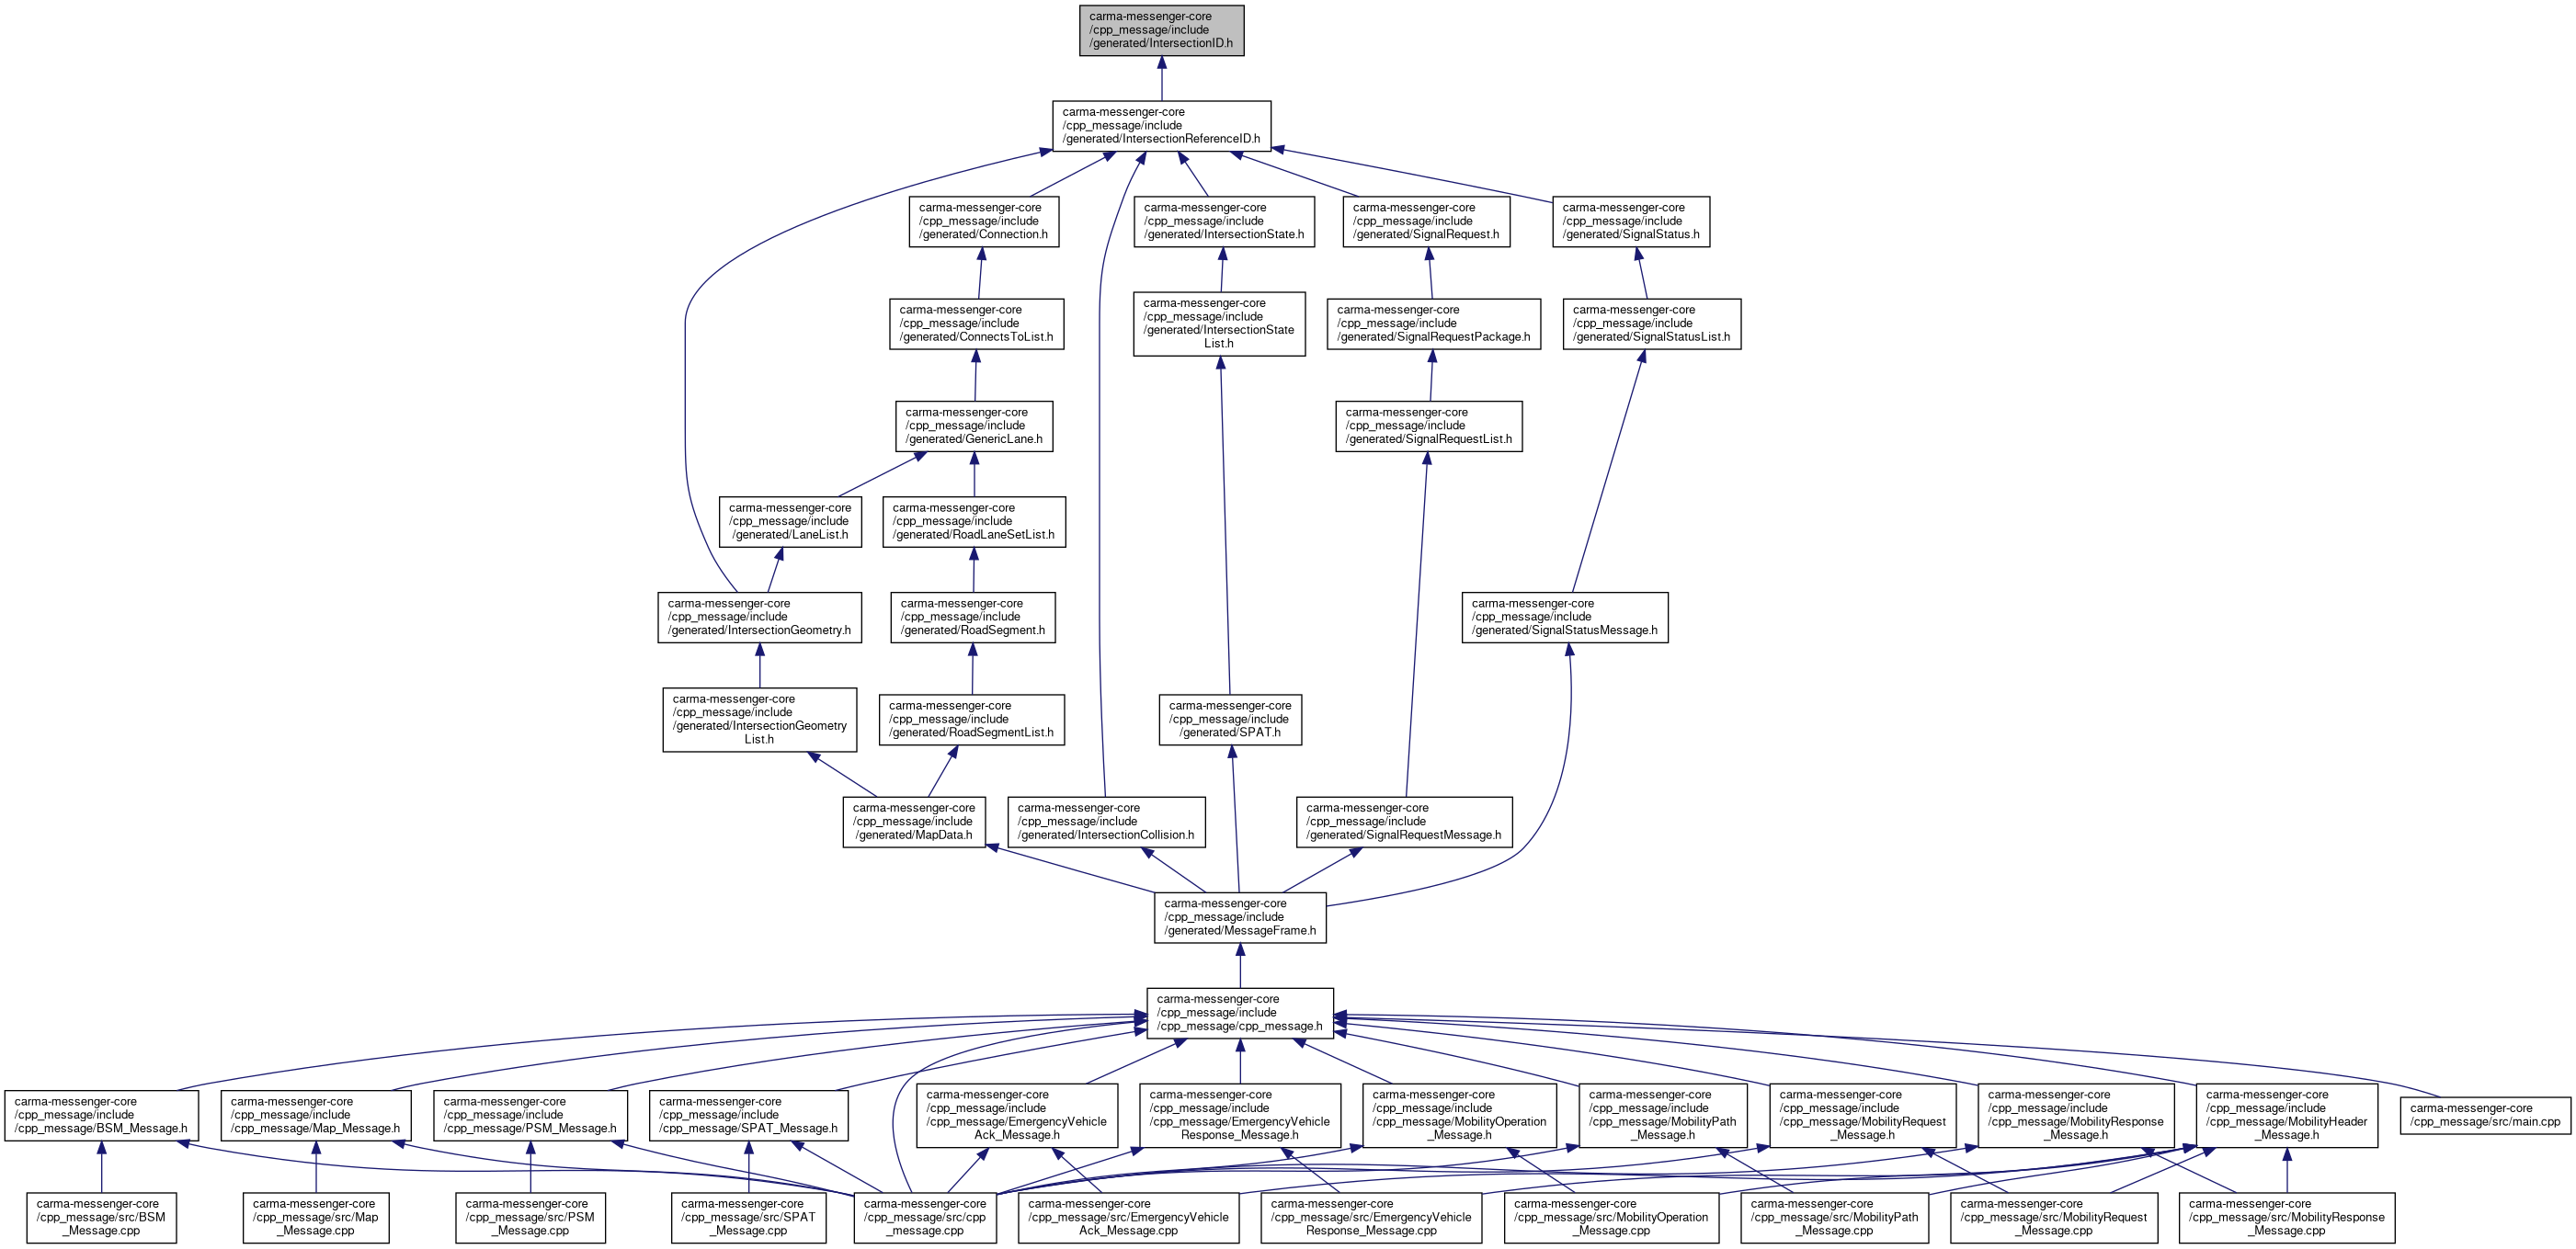 carma-messenger-core
/cpp_message/include
/generated/IntersectionID.h
carma-messenger-core
/cpp_message/include
/generated/IntersectionReferenceID.h
carma-messenger-core
/cpp_message/include
/generated/Connection.h
carma-messenger-core
/cpp_message/include
/generated/IntersectionState.h
carma-messenger-core
/cpp_message/include
/generated/SignalRequest.h
carma-messenger-core
/cpp_message/include
/generated/SignalStatus.h
carma-messenger-core
/cpp_message/include
/generated/ConnectsToList.h
carma-messenger-core
/cpp_message/include
/generated/IntersectionState
List.h
carma-messenger-core
/cpp_message/include
/generated/SignalRequestPackage.h
carma-messenger-core
/cpp_message/include
/generated/SignalStatusList.h
carma-messenger-core
/cpp_message/include
/generated/GenericLane.h
carma-messenger-core
/cpp_message/include
/generated/SignalRequestList.h
carma-messenger-core
/cpp_message/include
/generated/LaneList.h
carma-messenger-core
/cpp_message/include
/generated/RoadLaneSetList.h
carma-messenger-core
/cpp_message/include
/generated/IntersectionGeometry.h
carma-messenger-core
/cpp_message/include
/generated/RoadSegment.h
carma-messenger-core
/cpp_message/include
/generated/SignalStatusMessage.h
carma-messenger-core
/cpp_message/include
/generated/IntersectionGeometry
List.h
carma-messenger-core
/cpp_message/include
/generated/RoadSegmentList.h
carma-messenger-core
/cpp_message/include
/generated/SPAT.h
carma-messenger-core
/cpp_message/include
/generated/MapData.h
carma-messenger-core
/cpp_message/include
/generated/IntersectionCollision.h
carma-messenger-core
/cpp_message/include
/generated/SignalRequestMessage.h
carma-messenger-core
/cpp_message/include
/generated/MessageFrame.h
carma-messenger-core
/cpp_message/include
/cpp_message/cpp_message.h
carma-messenger-core
/cpp_message/include
/cpp_message/BSM_Message.h
carma-messenger-core
/cpp_message/include
/cpp_message/Map_Message.h
carma-messenger-core
/cpp_message/include
/cpp_message/PSM_Message.h
carma-messenger-core
/cpp_message/include
/cpp_message/SPAT_Message.h
carma-messenger-core
/cpp_message/include
/cpp_message/EmergencyVehicle
Ack_Message.h
carma-messenger-core
/cpp_message/include
/cpp_message/EmergencyVehicle
Response_Message.h
carma-messenger-core
/cpp_message/include
/cpp_message/MobilityOperation
_Message.h
carma-messenger-core
/cpp_message/include
/cpp_message/MobilityPath
_Message.h
carma-messenger-core
/cpp_message/include
/cpp_message/MobilityRequest
_Message.h
carma-messenger-core
/cpp_message/include
/cpp_message/MobilityResponse
_Message.h
carma-messenger-core
/cpp_message/include
/cpp_message/MobilityHeader
_Message.h
carma-messenger-core
/cpp_message/src/main.cpp
carma-messenger-core
/cpp_message/src/BSM
_Message.cpp
carma-messenger-core
/cpp_message/src/Map
_Message.cpp
carma-messenger-core
/cpp_message/src/PSM
_Message.cpp
carma-messenger-core
/cpp_message/src/SPAT
_Message.cpp
carma-messenger-core
/cpp_message/src/cpp
_message.cpp
carma-messenger-core
/cpp_message/src/EmergencyVehicle
Ack_Message.cpp
carma-messenger-core
/cpp_message/src/EmergencyVehicle
Response_Message.cpp
carma-messenger-core
/cpp_message/src/MobilityOperation
_Message.cpp
carma-messenger-core
/cpp_message/src/MobilityPath
_Message.cpp
carma-messenger-core
/cpp_message/src/MobilityRequest
_Message.cpp
carma-messenger-core
/cpp_message/src/MobilityResponse
_Message.cpp